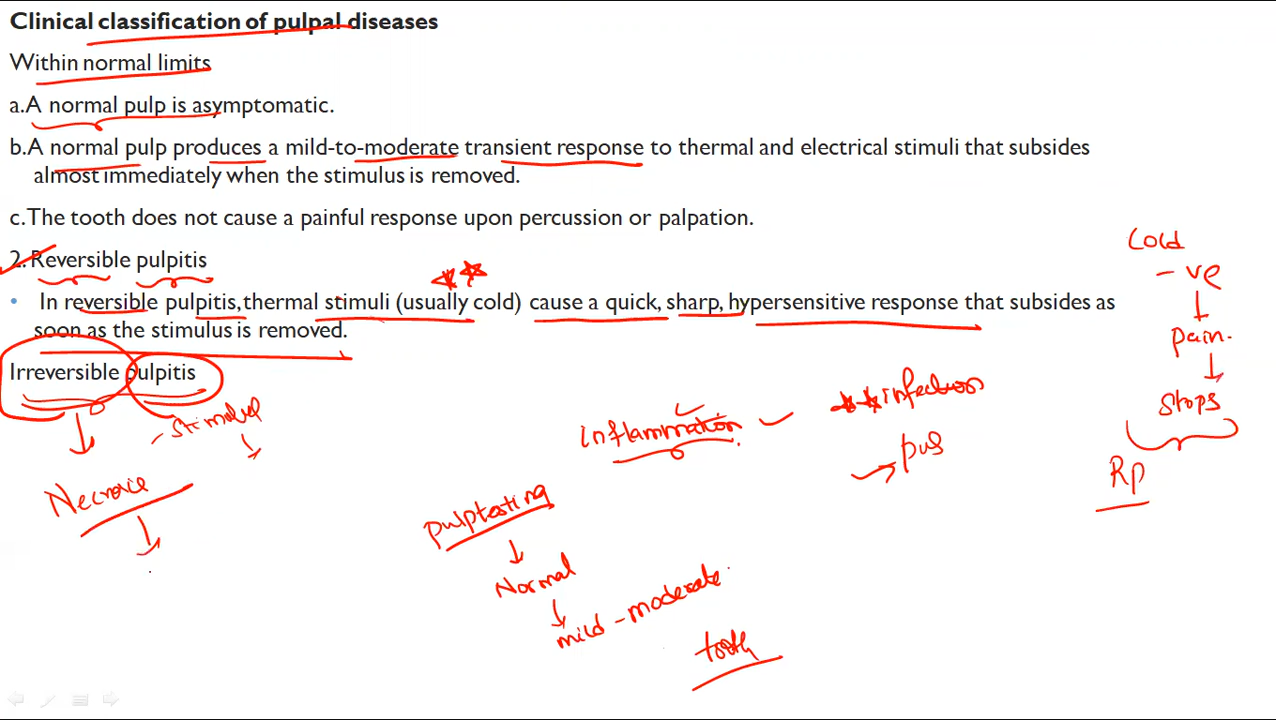 Clinical classification of pulpal diseases
Within normal limits
a.A normal pulp is asymptomatic.
b.A normal pulp produces a mild-to-moderate transient response to thermal and electrical stimuli that subsides
almost immediately when the stimulus is removed.
c.The tooth does not cause a painful response upon percussion or palpation.
2.Reversible pulpitis
• In reversible pulpitis,thermal stimuli (usually cold) cause a quick, sharp, hypersensitive response that subsides as
soon as the stimulus is removed.
Irreversible pulpitis
Cold
- ve
pain.
stops
Rp
inflammation
infection
pus
pulptesting
Normal
mild - moderate
tooth